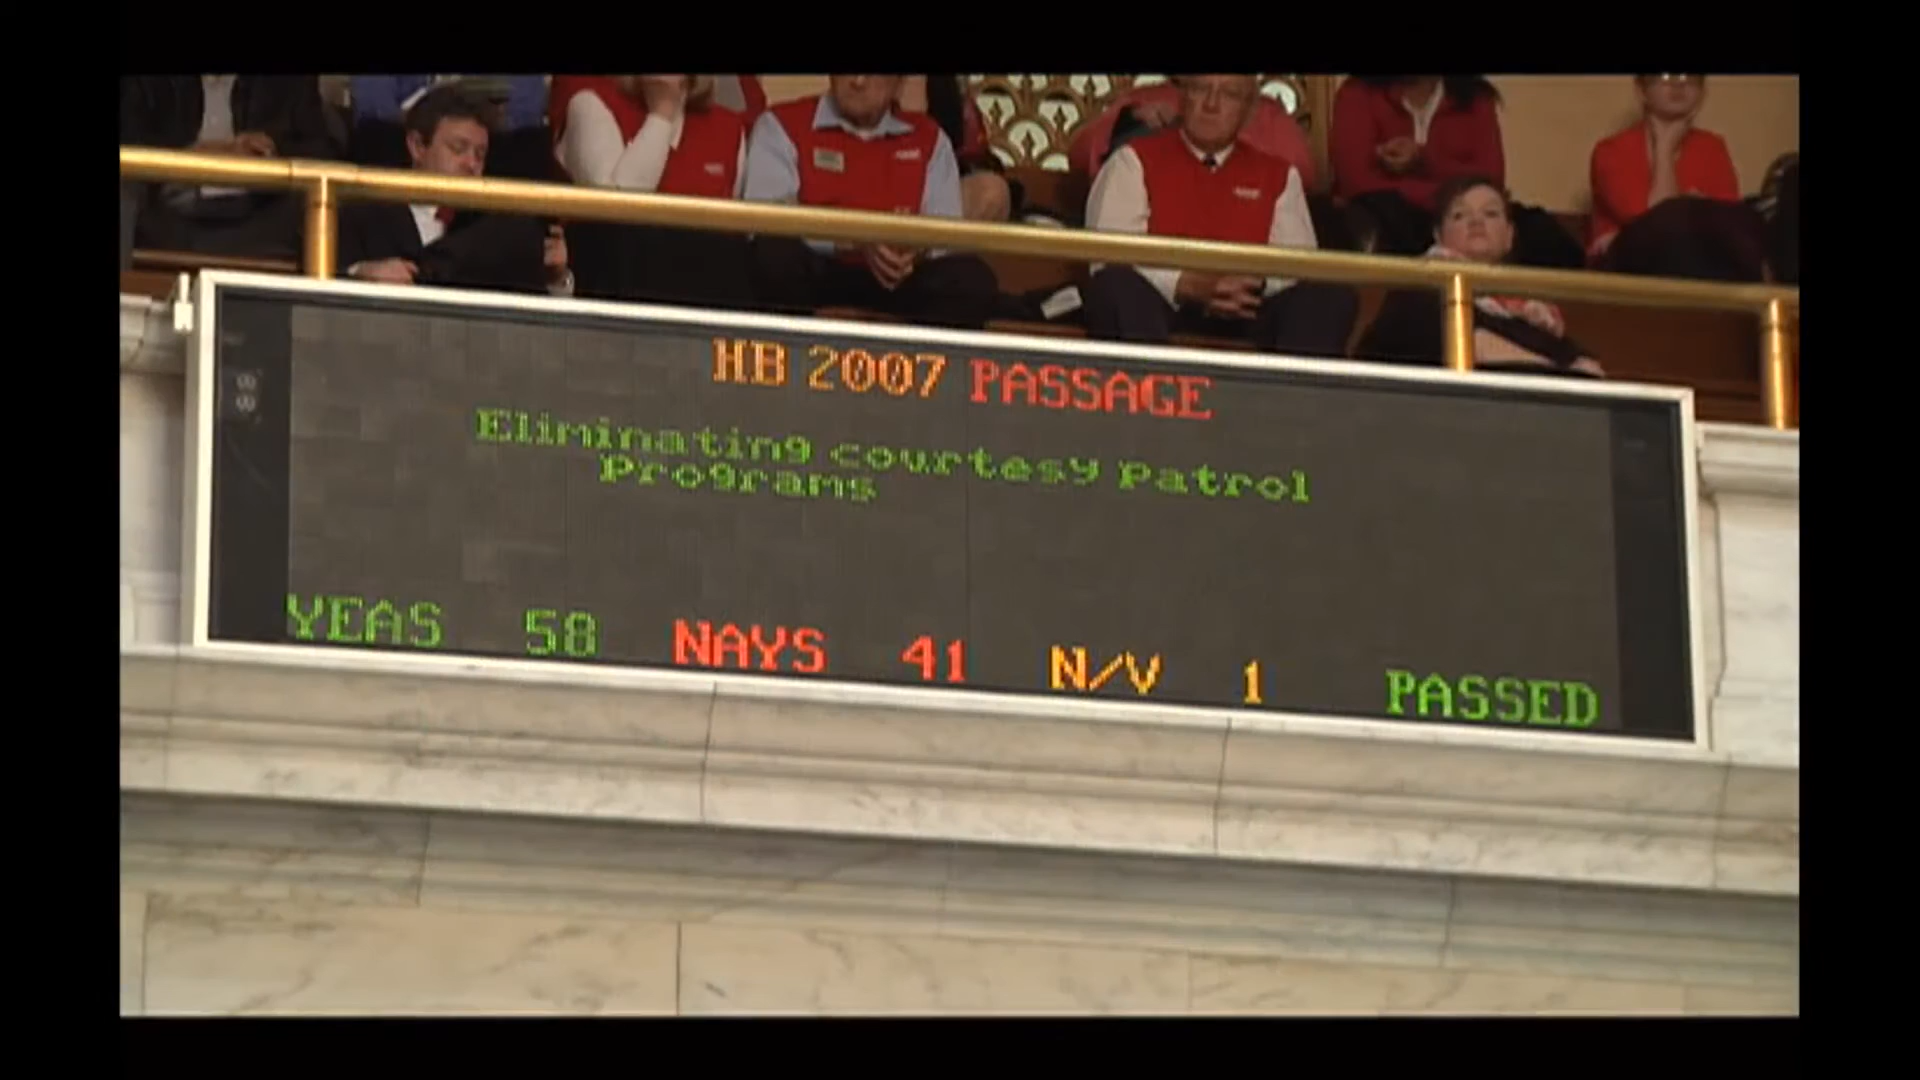 HB 2007 PASSAGE
Eliminating courtesy patrol
programs
YEAS 58 NAYS 41 N/V 1 PASSED